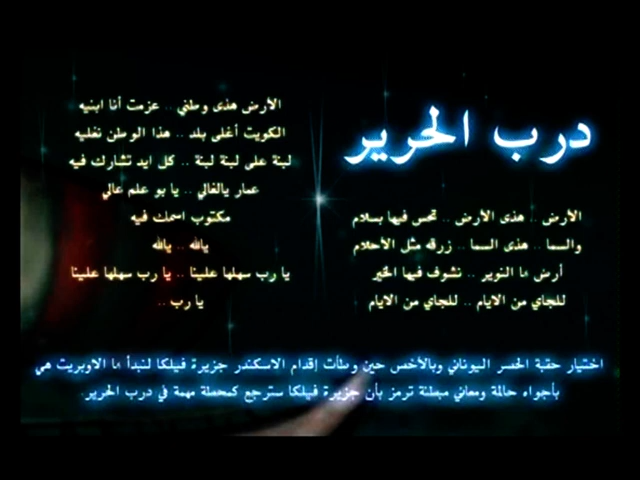 درب الحرير
الأرض .. هذي الأرض .. تحس فيها بسلام
والسما .. هذي السما .. زرقه مثل الأحلام
أرض ما النوير .. نشوف فيها الخير
للجاي من الايام .. للجاي من الايام
الأرض هذي وطني .. عزمت أنا ابنيه
الكويت أغلى بلد .. هذا الوطن نغليه
لبنة على لبنة لبنة .. كل ايد تشارك فيه
عمار يالغالي .. يا بو علم عالي
مكتوب اسمك فيه
يالله .. يالله
يا رب سهلها علينا .. يا رب سهلها علينا
يا رب ..
اختيار حقبة الحسر اليوناني وبالأخص حين وطأت إقدام الاسكندر جزيرة فيلكا لنبدأ ما الاوبريت هي
بأجواء حالمة ومعاني مبطنة ترمز بأن جزيرة فيلكا سترجع كمحطة مهمة في درب الحرير.